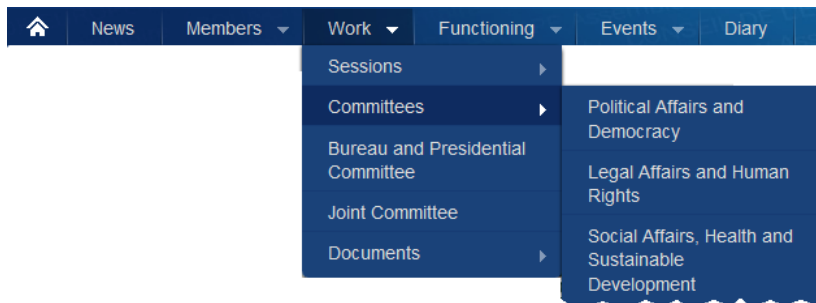 News Members Work Functioning Events Diary
Sessions
Committees
Bureau and Presidential
Committee
Joint Committee
Documents
Political Affairs and
Democracy
Legal Affairs and Human
Rights
Social Affairs, Health and
Sustainable
Development